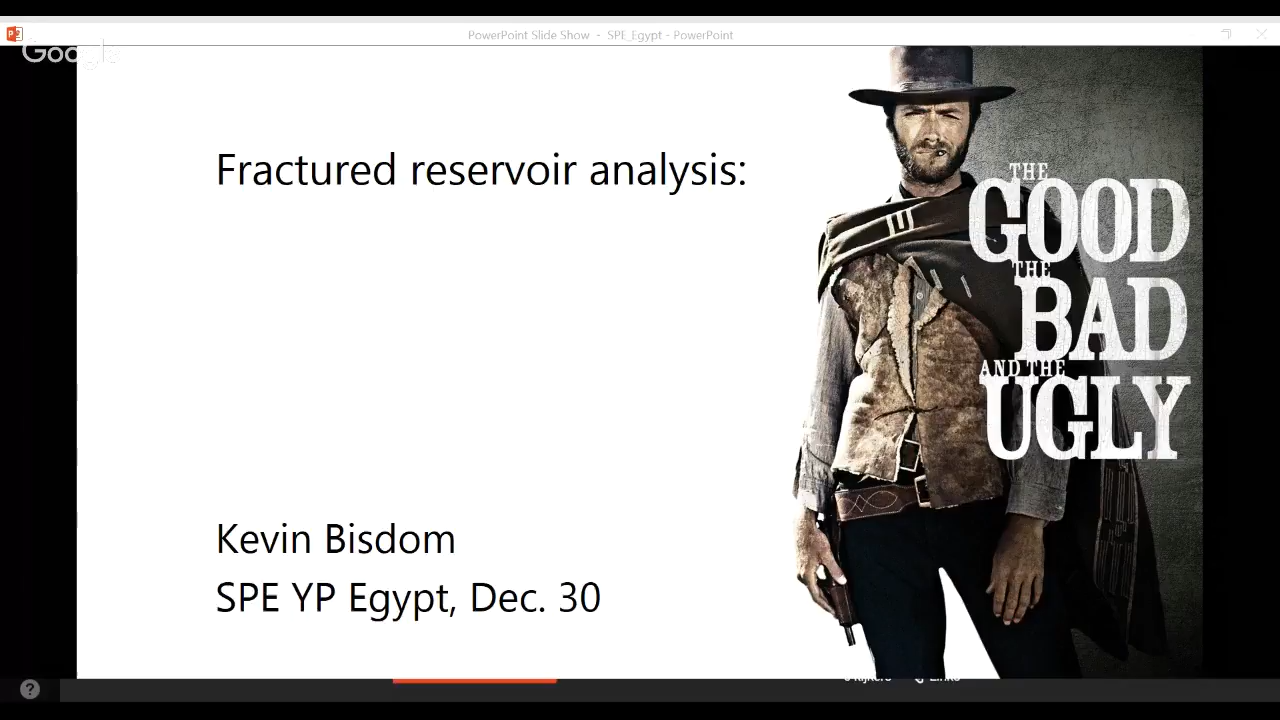 PowerPoint Slide Show - SPE_Egypt - PowerPoint
Google
Fractured reservoir analysis:
THE
GOOD
THE
BAD
AND THE
UGLY
Kevin Bisdom
SPE YP Egypt, Dec. 30
?